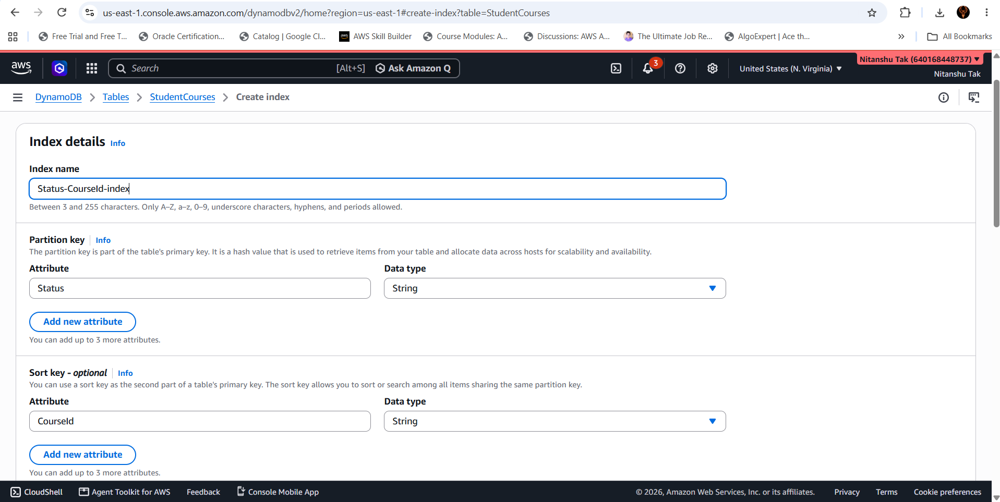 us-east-1.console.aws.amazon.com/dynamodbv2/home?region=us-east-1#create-index?table=StudentCourses
Free Trial and Free T... Oracle Certification... Catalog | Google Cl... aws AWS Skill Builder Course Modules: A... Discussions: AWS A... The Ultimate Job Re... AlgoExpert | Ace th... » All Bookmarks
aws Search [Alt+S] Ask Amazon Q 3 United States (N. Virginia) ▼ Nitanshu Tak (640168448737) ▼
Nitanshu Tak
DynamoDB > Tables > StudentCourses > Create index
Index details Info
Index name
Status-CourseId-index
Between 3 and 255 characters. Only A–Z, a–z, 0–9, underscore characters, hyphens, and periods allowed.
Partition key Info
The partition key is part of the table's primary key. It is a hash value that is used to retrieve items from your table and allocate data across hosts for scalability and availability.
Attribute Data type
Status String
Add new attribute
You can add up to 3 more attributes.
Sort key - optional Info
You can use a sort key as the second part of a table's primary key. The sort key allows you to sort or search among all items sharing the same partition key.
Attribute Data type
CourseId String
Add new attribute
You can add up to 3 more attributes.
CloudShell Agent Toolkit for AWS Feedback Console Mobile App © 2026, Amazon Web Services, Inc. or its affiliates. Privacy Terms Cookie preferences